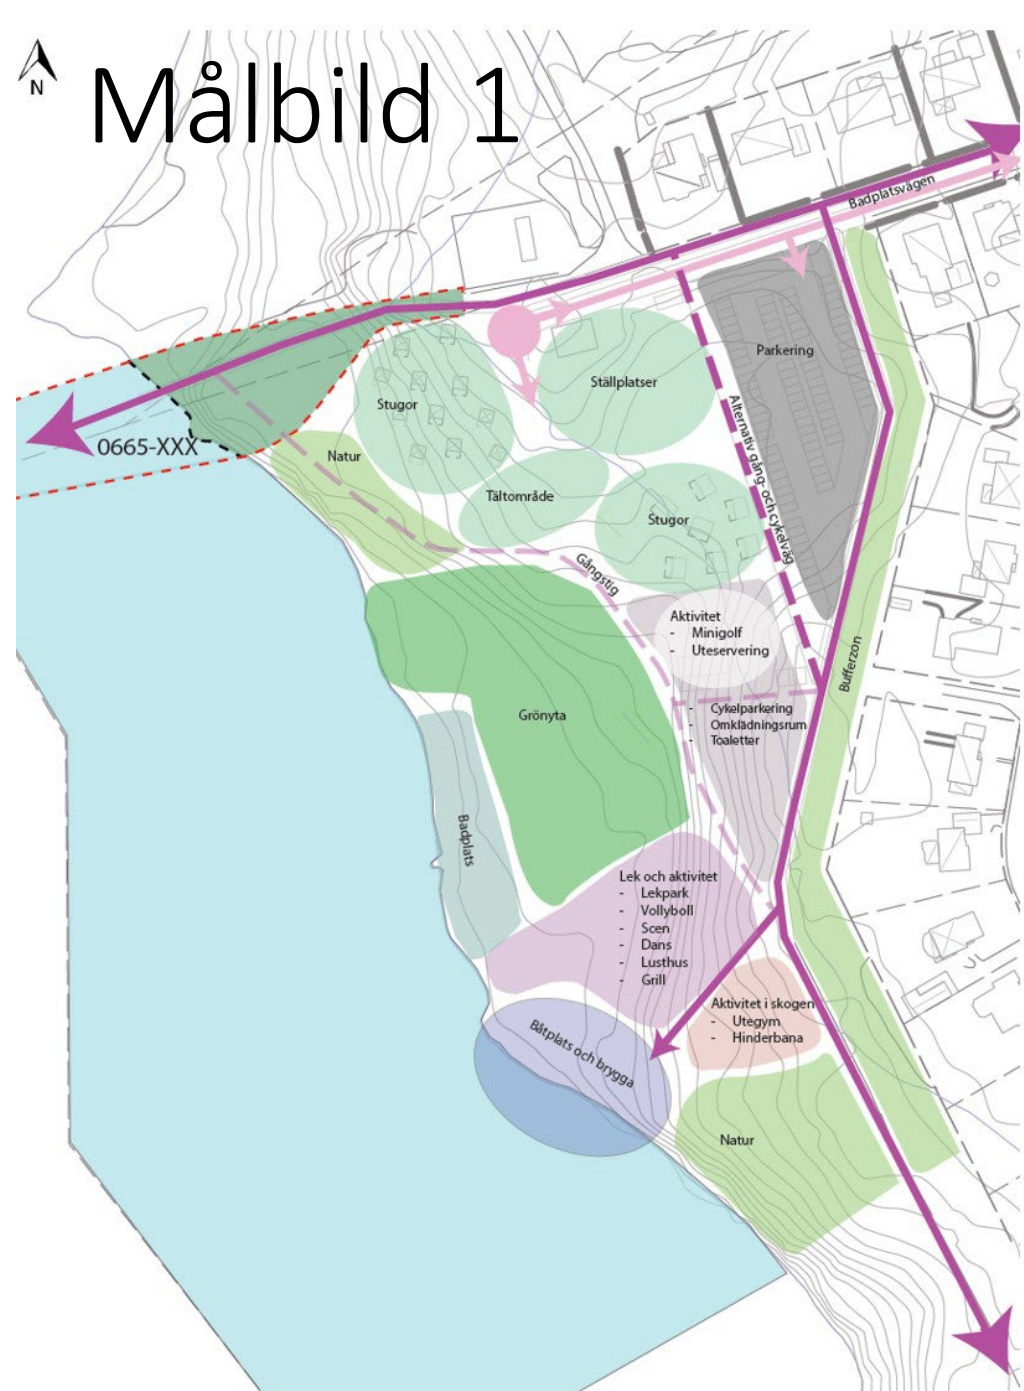 N
Målbild 1
Badplatsvägen
Parkering
Ställplatser
Stugor
Alternativ gång- och cykelväg
0665-XXX
Natur
Tältområde
Stugor
Gångstig
Aktivitet
- Minigolf
- Uteservering
Bufferzon
- Cykelparkering
- Omklädningsrum
- Toaletter
Grönyta
Badplats
Lek och aktivitet
- Lekpark
- Vollyboll
- Scen
- Dans
- Lusthus
- Grill
Aktivitet i skogen
- Utegym
- Hinderbana
Båtplats och brygga
Natur